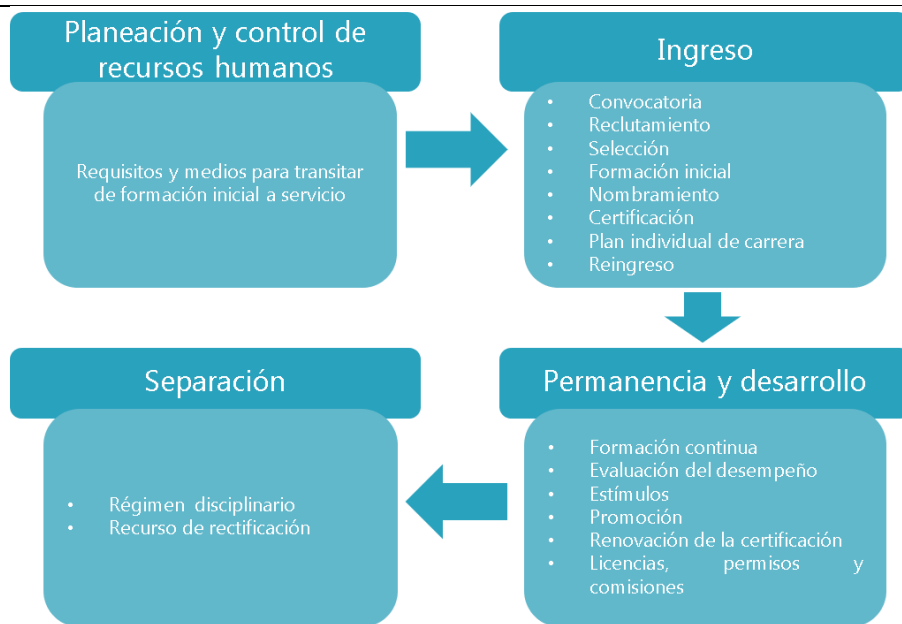 Planeación y control de
recursos humanos
Requisitos y medios para transitar
de formación inicial a servicio
Ingreso
• Convocatoria
• Reclutamiento
• Selección
• Formación inicial
• Nombramiento
• Certificación
• Plan individual de carrera
• Reingreso
Permanencia y desarrollo
• Formación continua
• Evaluación del desempeño
• Estímulos
• Promoción
• Renovación de la certificación
• Licencias, permisos y
comisiones
Separación
• Régimen disciplinario
• Recurso de rectificación